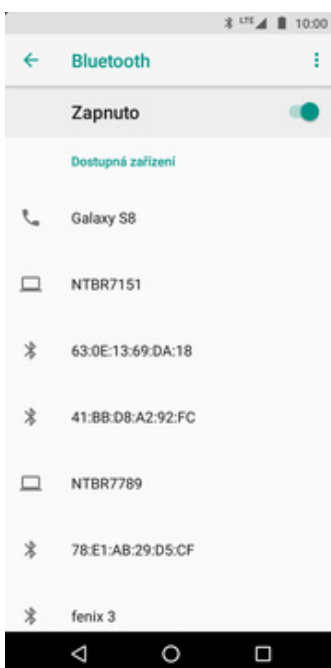 LTE 10:00
Bluetooth
Zapnuto
Dostupná zařízení
Galaxy S8
NTBR7151
63:0E:13:69:DA:18
41:BB:D8:A2:92:FC
NTBR7789
78:E1:AB:29:D5:CF
fenix 3